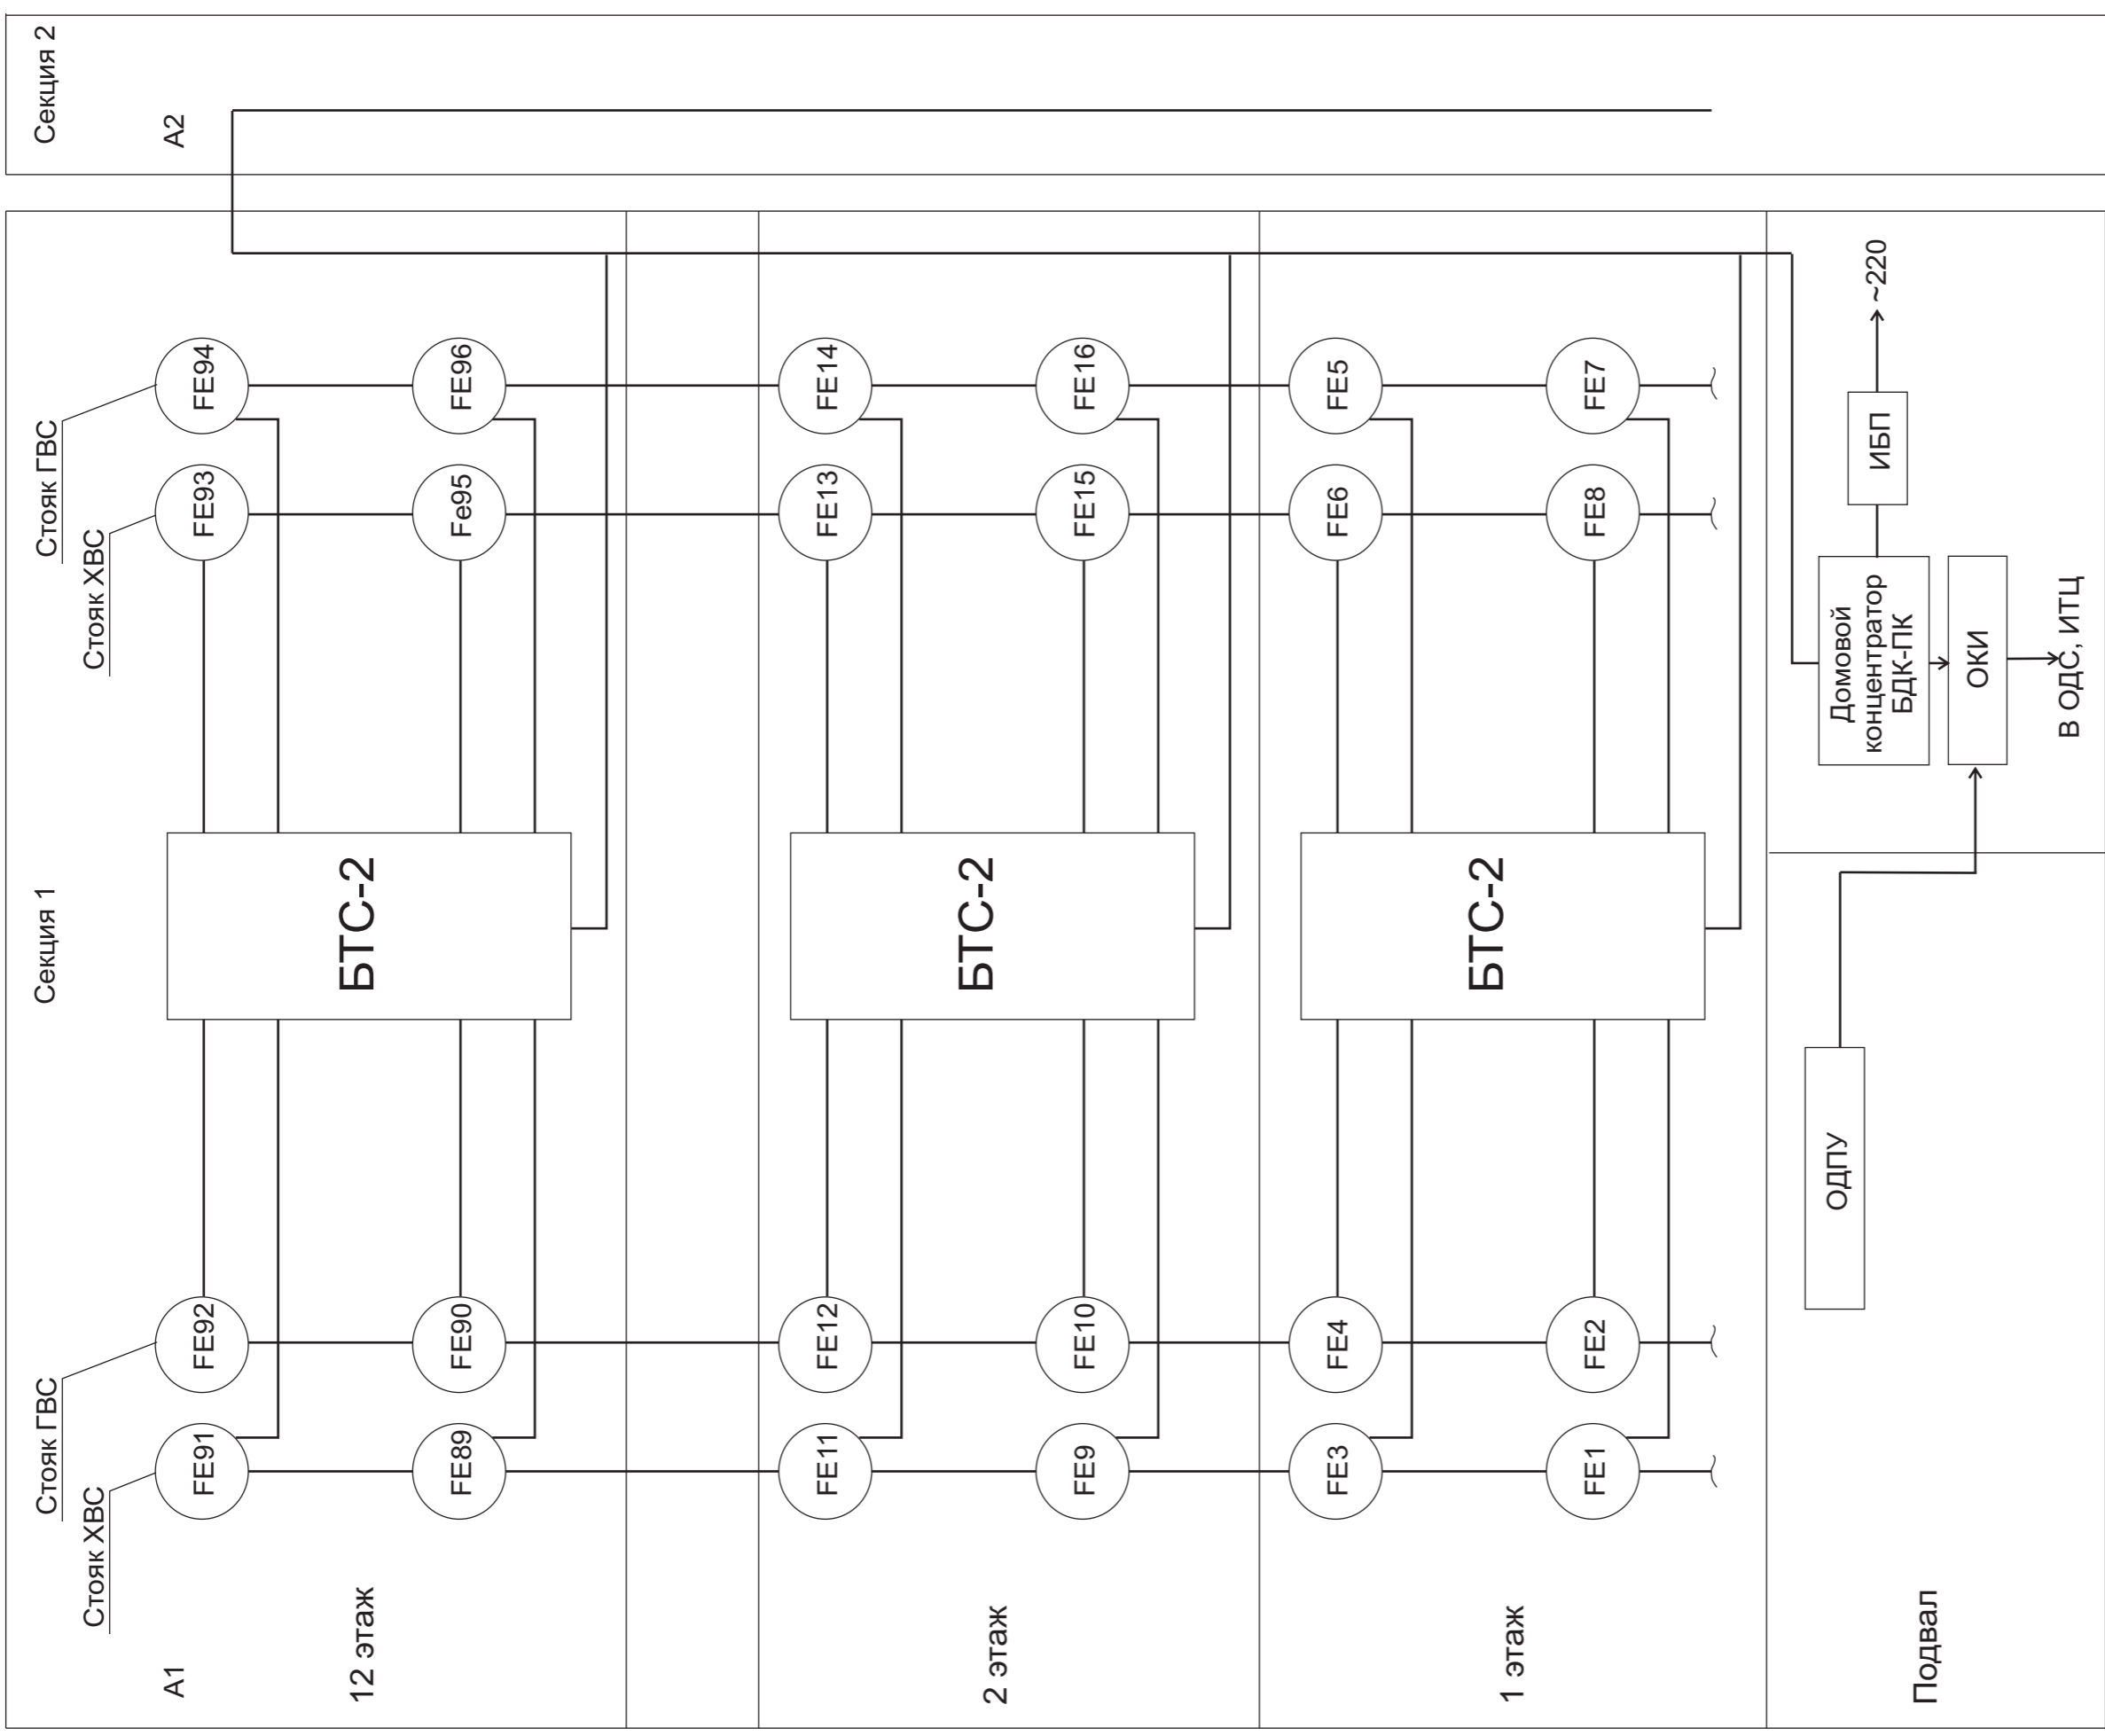 Секция 1
Секция 2
А1
А2
Стояк ГВС
Стояк ХВС
Стояк ГВС
Стояк ХВС
12 этаж
FE91
FE92
FE93
FE94
БТС-2
FE89
FE90
Fe95
FE96
2 этаж
FE11
FE12
FE13
FE14
БТС-2
FE9
FE10
FE15
FE16
1 этаж
FE3
FE4
FE6
FE5
БТС-2
FE1
FE2
FE8
FE7
Подвал
ОДПУ
Домовой
концентратор
БДК-ПК
ИБП
~220
ОКИ
В ОДС, ИТЦ